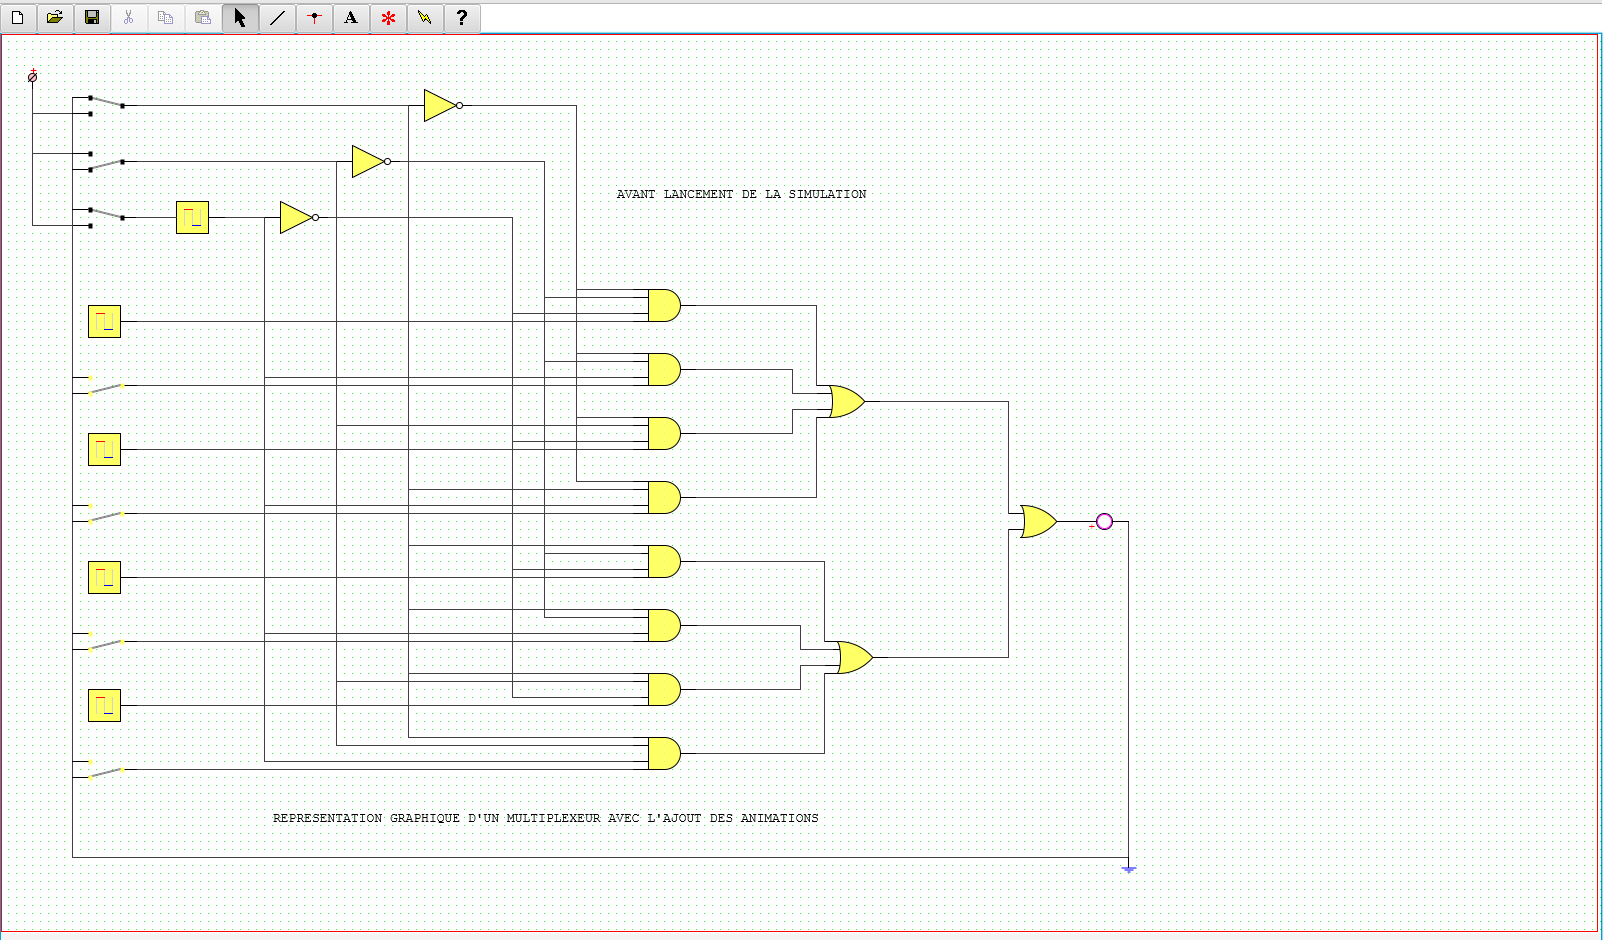 A
?
AVANT LANCEMENT DE LA SIMULATION
REPRESENTATION GRAPHIQUE D'UN MULTIPLEXEUR AVEC L'AJOUT DES ANIMATIONS